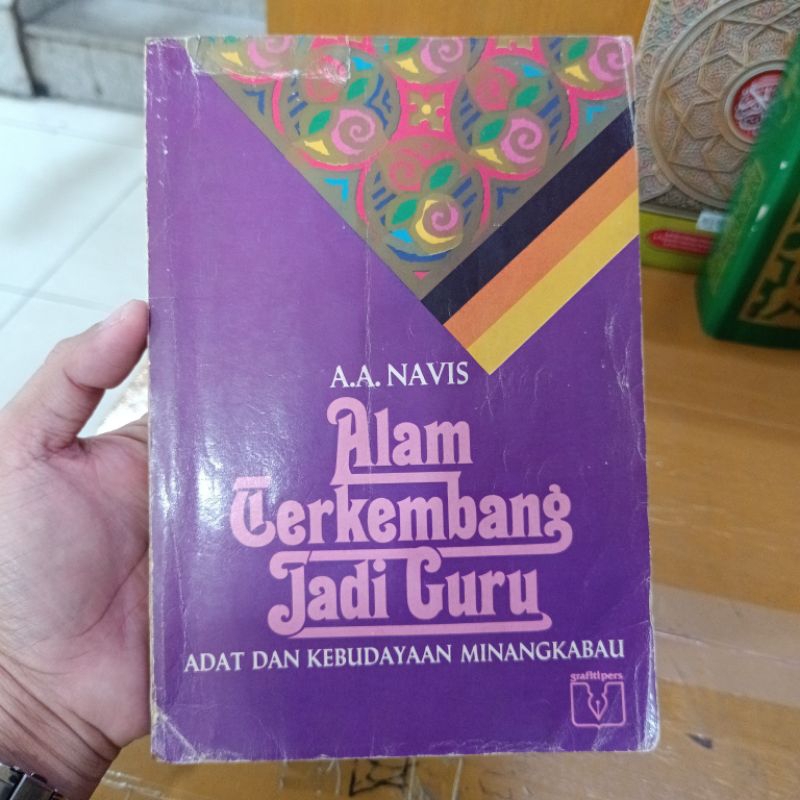 A.A. NAVIS
Alam
Terkembang
Jadi Guru
ADAT DAN KEBUDAYAAN MINANGKABAU
grafitipers